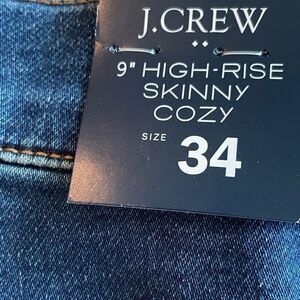 J.CREW
9" HIGH-RISE
SKINNY
COZY
SIZE 34